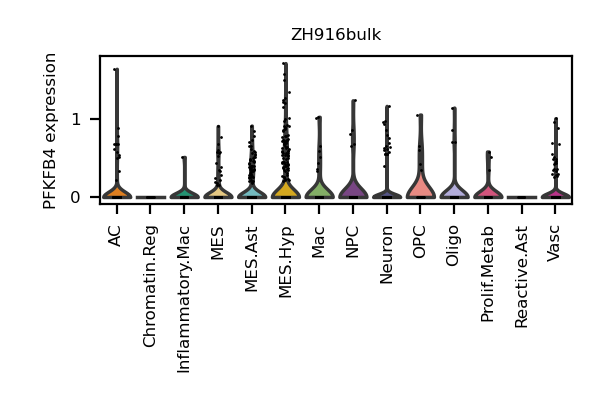 ZH916bulk
PFKFB4 expression
1
0
AC
Chromatin.Reg
Inflammatory.Mac
MES
MES.Ast
MES.Hyp
Mac
NPC
Neuron
OPC
Oligo
Prolif.Metab
Reactive.Ast
Vasc